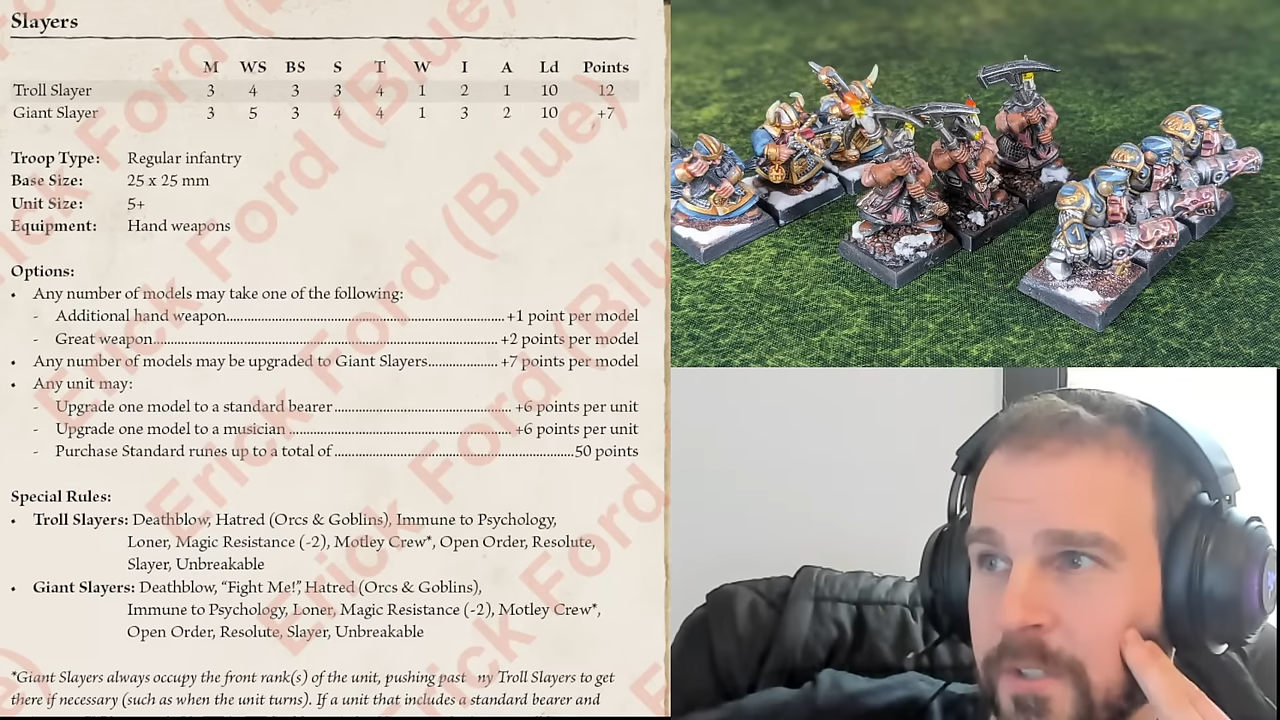 Slayers
M WS BS S T W I A Ld Points
Troll Slayer 3 4 3 3 4 1 2 1 10 12
Giant Slayer 3 5 3 4 4 1 3 2 10 +7
Troop Type: Regular infantry
Base Size: 25 x 25 mm
Unit Size: 5+
Equipment: Hand weapons
Options:
• Any number of models may take one of the following:
- Additional hand weapon........................................................................+1 point per model
- Great weapon........................................................................................+2 points per model
• Any number of models may be upgraded to Giant Slayers.................. +7 points per model
• Any unit may:
- Upgrade one model to a standard bearer ............................................. +6 points per unit
- Upgrade one model to a musician ........................................................ +6 points per unit
- Purchase Standard runes up to a total of ..............................................................50 points
Special Rules:
• Troll Slayers: Deathblow, Hatred (Orcs & Goblins), Immune to Psychology,
Loner, Magic Resistance (-2), Motley Crew*, Open Order, Resolute,
Slayer, Unbreakable
• Giant Slayers: Deathblow, “Fight Me!”, Hatred (Orcs & Goblins),
Immune to Psychology, Loner, Magic Resistance (-2), Motley Crew*,
Open Order, Resolute, Slayer, Unbreakable
*Giant Slayers always occupy the front rank(s) of the unit, pushing past ny Troll Slayers to get
there if necessary (such as when the unit turns). If a unit that includes a standard bearer and
Erick Ford (Blue)